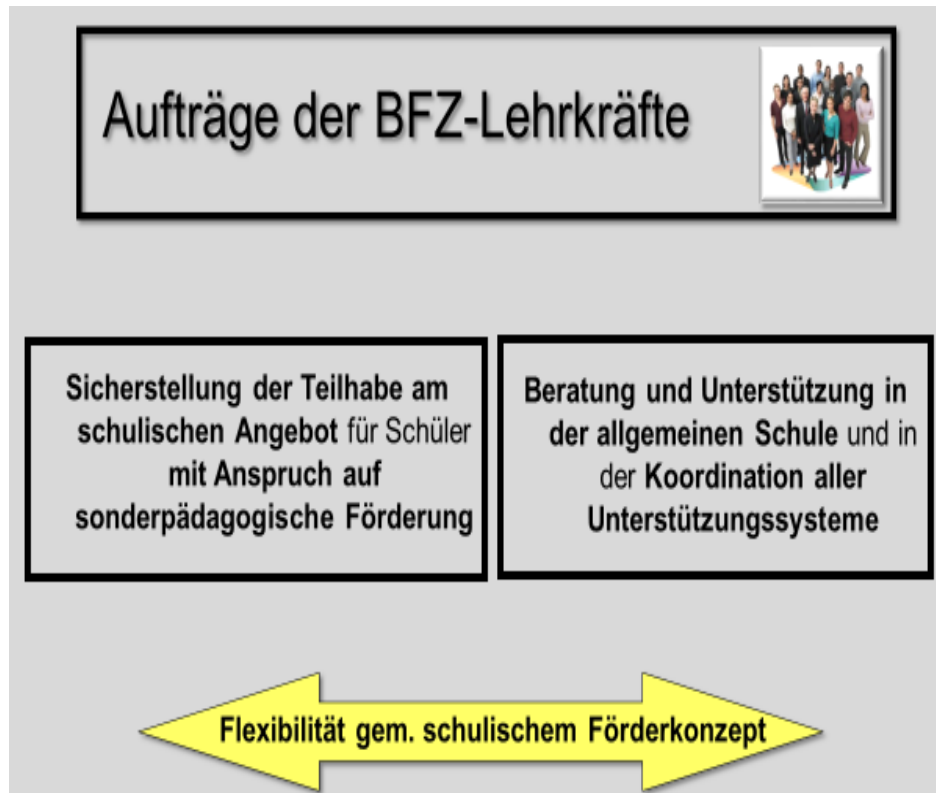 Aufträge der BFZ-Lehrkräfte
Sicherstellung der Teilhabe am
schulischen Angebot für Schüler
mit Anspruch auf
sonderpädagogische Förderung
Beratung und Unterstützung in
der allgemeinen Schule und in
der Koordination aller
Unterstützungssysteme
Flexibilität gem. schulischem Förderkonzept